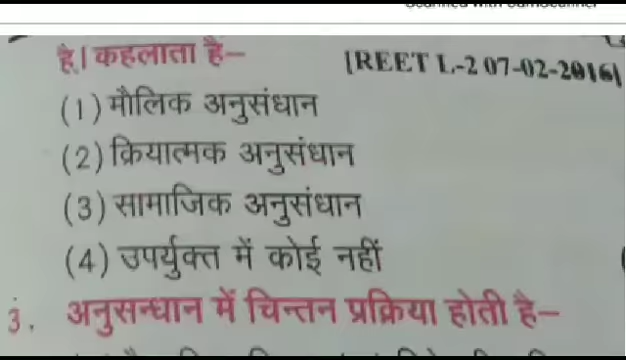 है। कहलाता है–
[REET L-2 07-02-2016]
(1) मौलिक अनुसंधान
(2) क्रियात्मक अनुसंधान
(3) सामाजिक अनुसंधान
(4) उपर्युक्त में कोई नहीं
3. अनुसन्धान में चिन्तन प्रक्रिया होती है–